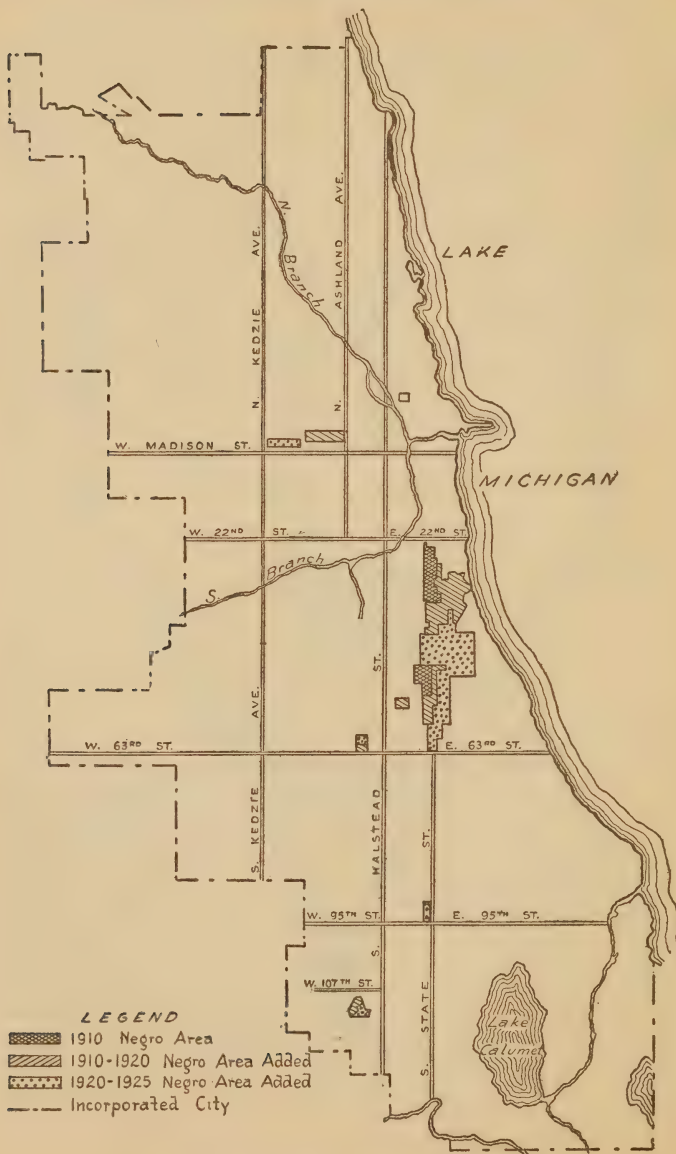 LAKE
MICHIGAN
N. Branch
N. KEDZIE AVE.
N. ASHLAND AVE.
W. MADISON ST.
W. 22ND ST. E. 22ND ST.
S. Branch
S. KEDZIE AVE.
W. 63RD ST. E. 63RD ST.
S. HALSTEAD ST.
W. 95TH ST. E. 95TH ST.
W. 107TH ST.
S. STATE ST.
Lake
Calumet
LEGEND
1910 Negro Area
1910-1920 Negro Area Added
1920-1925 Negro Area Added
Incorporated City